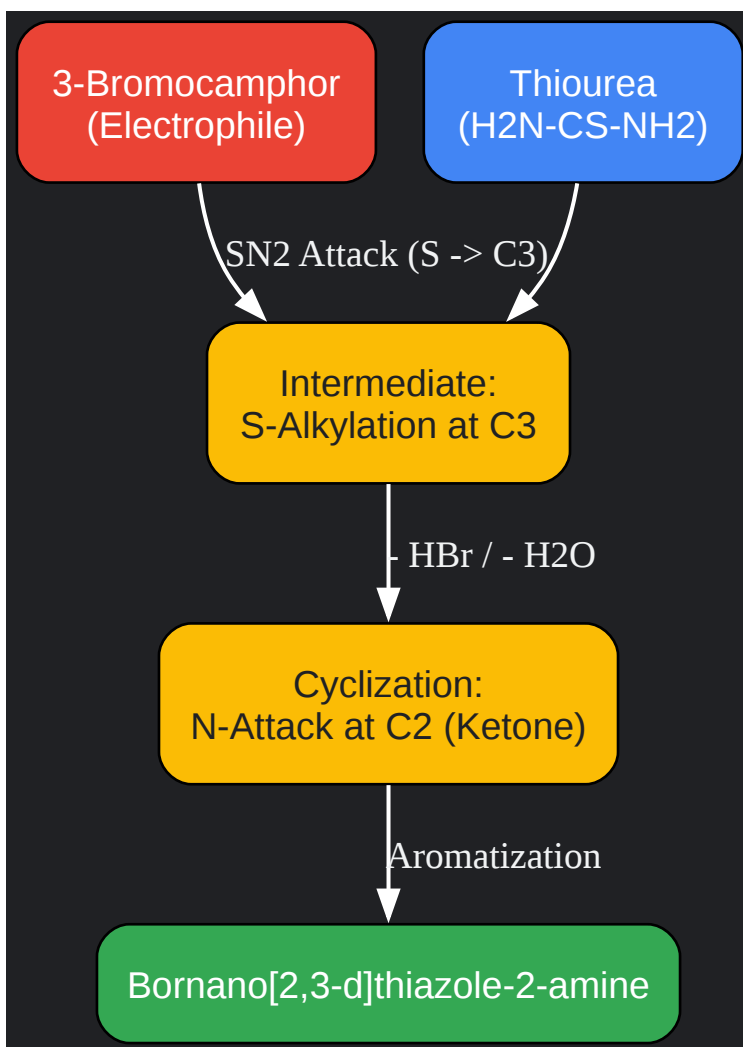 3-Bromocamphor
(Electrophile)
Thiourea
(H2N-CS-NH2)
SN2 Attack (S -> C3)
Intermediate:
S-Alkylation at C3
- HBr / - H2O
Cyclization:
N-Attack at C2 (Ketone)
Aromatization
Bornano[2,3-d]thiazole-2-amine